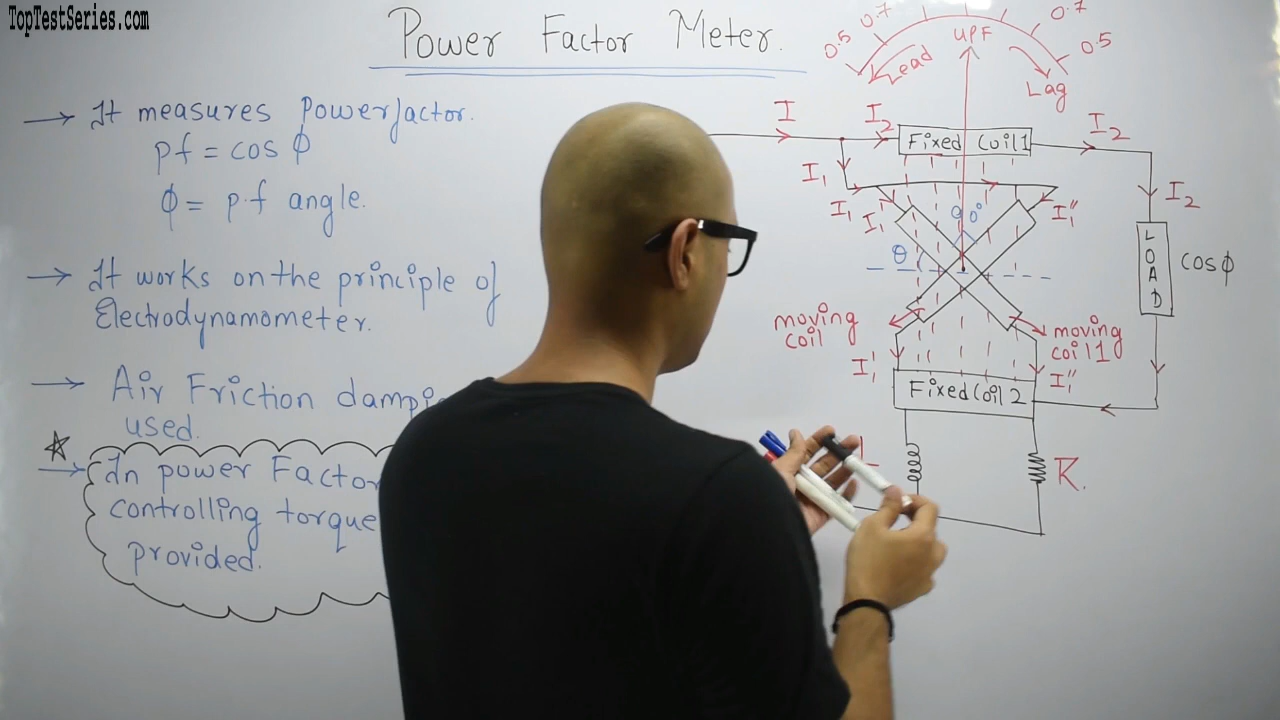 TopTestSeries.com
Power Factor Meter.
→ It measures Powerfactor.
pf = cos ϕ
ϕ = p.f angle.
→ It works on the principle of
Electrodynamometer.
→ Air Friction dampi
used.
→ In power Factor
controlling torque
provided.
0.5 0.7 UPF 0.7 0.5
Lead
Lag
I
I2
Fixed Coil 1
I2
I1
I1
I1'
90°
I1''
I2
θ
LOAD
cosϕ
moving
coil
moving
coil 1
I1'
I1''
Fixed Coil 2
L
R.